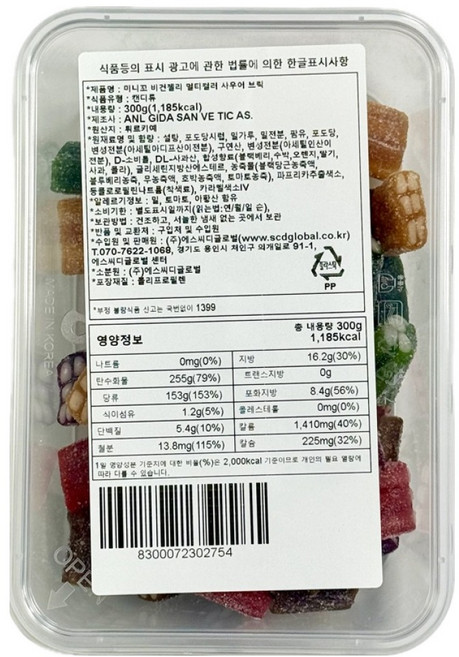 식품등의 표시 광고에 관한 법률에 의한 한글표시사항
*제품명 : 미니꼬 비건젤리 멀티컬러 사우어 브릭
*식품유형 : 캔디류
*내용량 : 300g(1,185kcal)
*제조사 : ANL GIDA SAN VE TIC AS.
*원산지 : 튀르키예
*원재료명 및 함량 : 설탕, 포도당시럽, 밀가루, 밀전분, 팜유, 포도당,
변성전분(아세틸아디프산이전분), 구연산, 변성전분(아세틸인산이
전분), D-소비톨, DL-사과산, 합성향료(블랙베리,수박,오렌지,딸기,
사과, 콜라), 글리세린지방산에스테르, 농축물(블랙당근농축액,
블루베리농축, 무농축액, 호박농축액, 토마토농축), 파프리카추출색소,
동클로로필린나트륨(착색료), 카라멜색소IV
*알레르기정보 : 밀, 토마토, 아황산 함유
*소비기한 : 별도표시일까지(읽는법:연/월/일 순),
*보관방법 : 건조하고, 서늘한 냄새 없는 곳에서 보관
*반품 및 교환처 : 구입처 및 수입원
*수입원 및 판매원 : (주)에스씨디글로벌(www.scdglobal.co.kr)
T.070-7622-1068, 경기도 용인시 처인구 의개일로 91-1,
에스씨디글로벌 센터
*소분원 : (주)에스씨디글로벌
*포장재질 : 폴리프로필렌
플라스틱
PP
*부정 불량식품 신고는 국번없이 1399
영양정보
총 내용량 300g
1,185kcal
나트륨 0mg(0%) 지방 16.2g(30%)
탄수화물 255g(79%) 트랜스지방 0g
당류 153g(153%) 포화지방 8.4g(56%)
식이섬유 1.2g(5%) 콜레스테롤 0mg(0%)
단백질 5.4g(10%) 칼륨 1,410mg(40%)
철분 13.8mg(115%) 칼슘 225mg(32%)
1일 영양성분 기준치에 대한 비율(%)은 2,000kcal 기준이므로 개인의 필요 열량에
따라 다를 수 있습니다.
8300072302754
MADE IN KOREA
OPEN